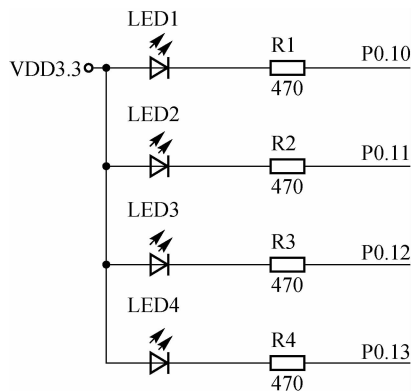 LED1
R1
P0.10
VDD3.3
470
LED2
R2
P0.11
470
LED3
R3
P0.12
470
LED4
R4
P0.13
470